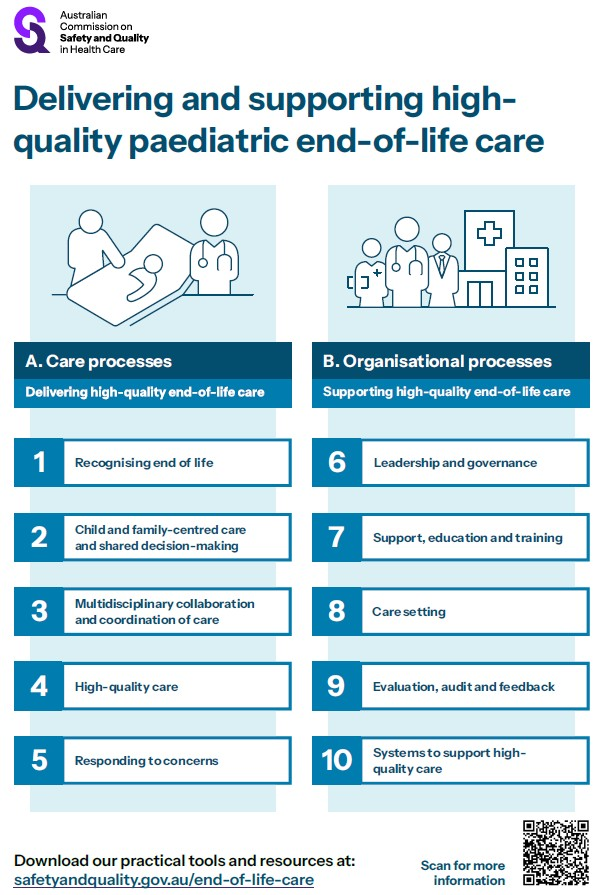 Australian
Commission on
Safety and Quality
in Health Care
Delivering and supporting high-
quality paediatric end-of-life care
A. Care processes
Delivering high-quality end-of-life care
1
Recognising end of life
2
Child and family-centred care
and shared decision-making
3
Multidisciplinary collaboration
and coordination of care
4
High-quality care
5
Responding to concerns
B. Organisational processes
Supporting high-quality end-of-life care
6
Leadership and governance
7
Support, education and training
8
Care setting
9
Evaluation, audit and feedback
10
Systems to support high-
quality care
Download our practical tools and resources at:
safetyandquality.gov.au/end-of-life-care
Scan for more
information